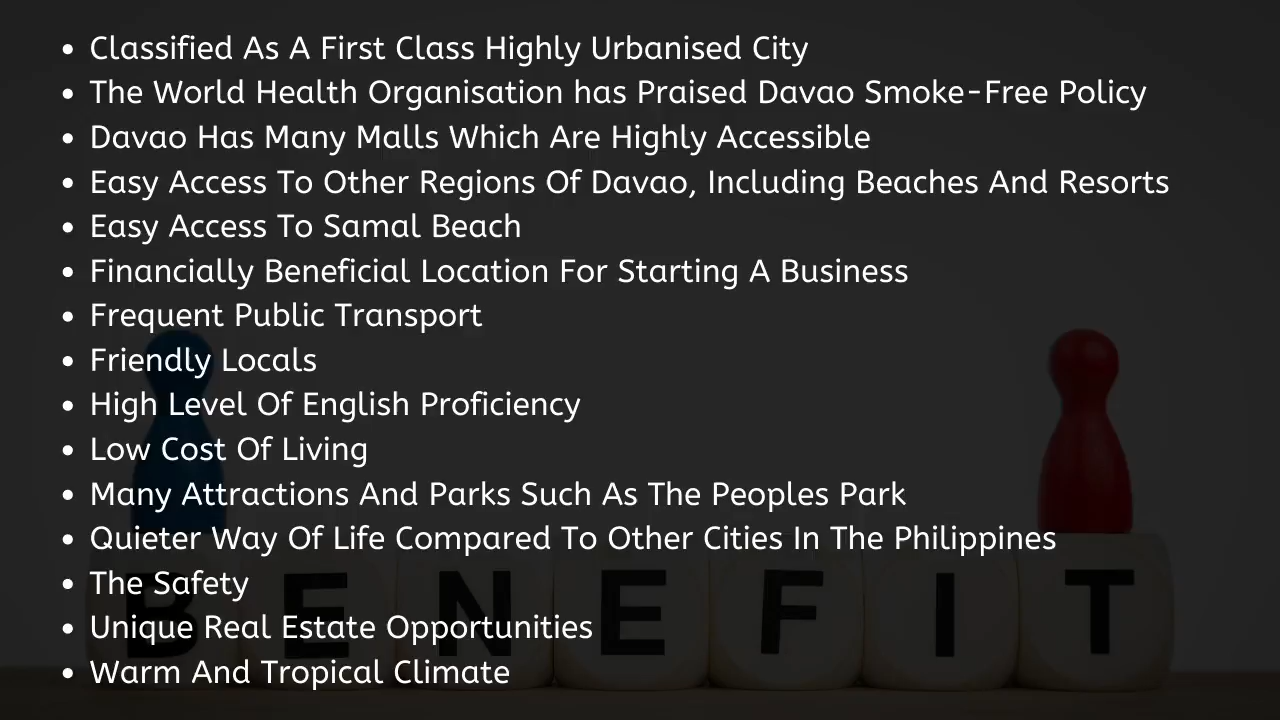 • Classified As A First Class Highly Urbanised City
• The World Health Organisation has Praised Davao Smoke-Free Policy
• Davao Has Many Malls Which Are Highly Accessible
• Easy Access To Other Regions Of Davao, Including Beaches And Resorts
• Easy Access To Samal Beach
• Financially Beneficial Location For Starting A Business
• Frequent Public Transport
• Friendly Locals
• High Level Of English Proficiency
• Low Cost Of Living
• Many Attractions And Parks Such As The Peoples Park
• Quieter Way Of Life Compared To Other Cities In The Philippines
• The Safety
• Unique Real Estate Opportunities
• Warm And Tropical Climate
BENEFIT